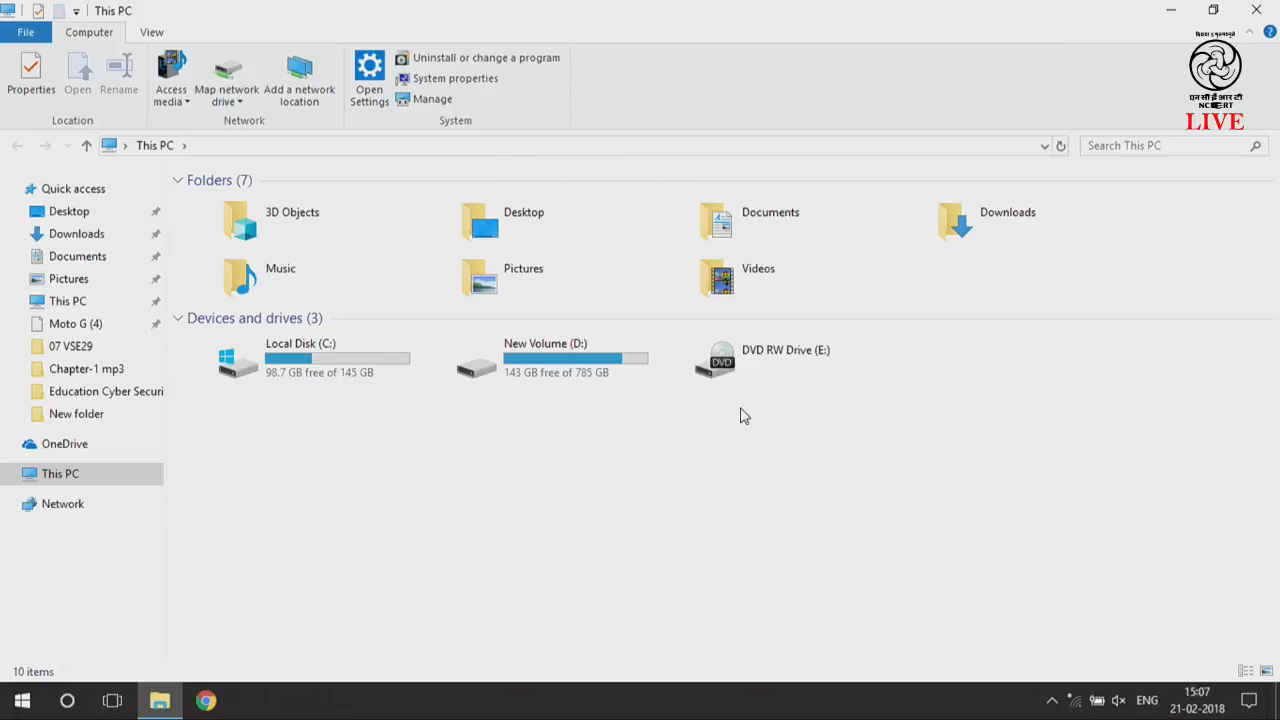 This PC
File Computer View
Properties Open Rename
Access media Map network drive Add a network location
Open Settings
Uninstall or change a program
System properties
Manage
Location Network System
एन सी ई आर टी
NCERT
LIVE
This PC
Search This PC
Quick access
Desktop
Downloads
Documents
Pictures
This PC
Moto G (4)
07 VSE29
Chapter-1 mp3
Education Cyber Securi
New folder
OneDrive
This PC
Network
Folders (7)
3D Objects Desktop Documents Downloads
Music Pictures Videos
Devices and drives (3)
Local Disk (C:)
98.7 GB free of 145 GB
New Volume (D:)
143 GB free of 785 GB
DVD
DVD RW Drive (E:)
10 items
ENG
15:07
21-02-2018